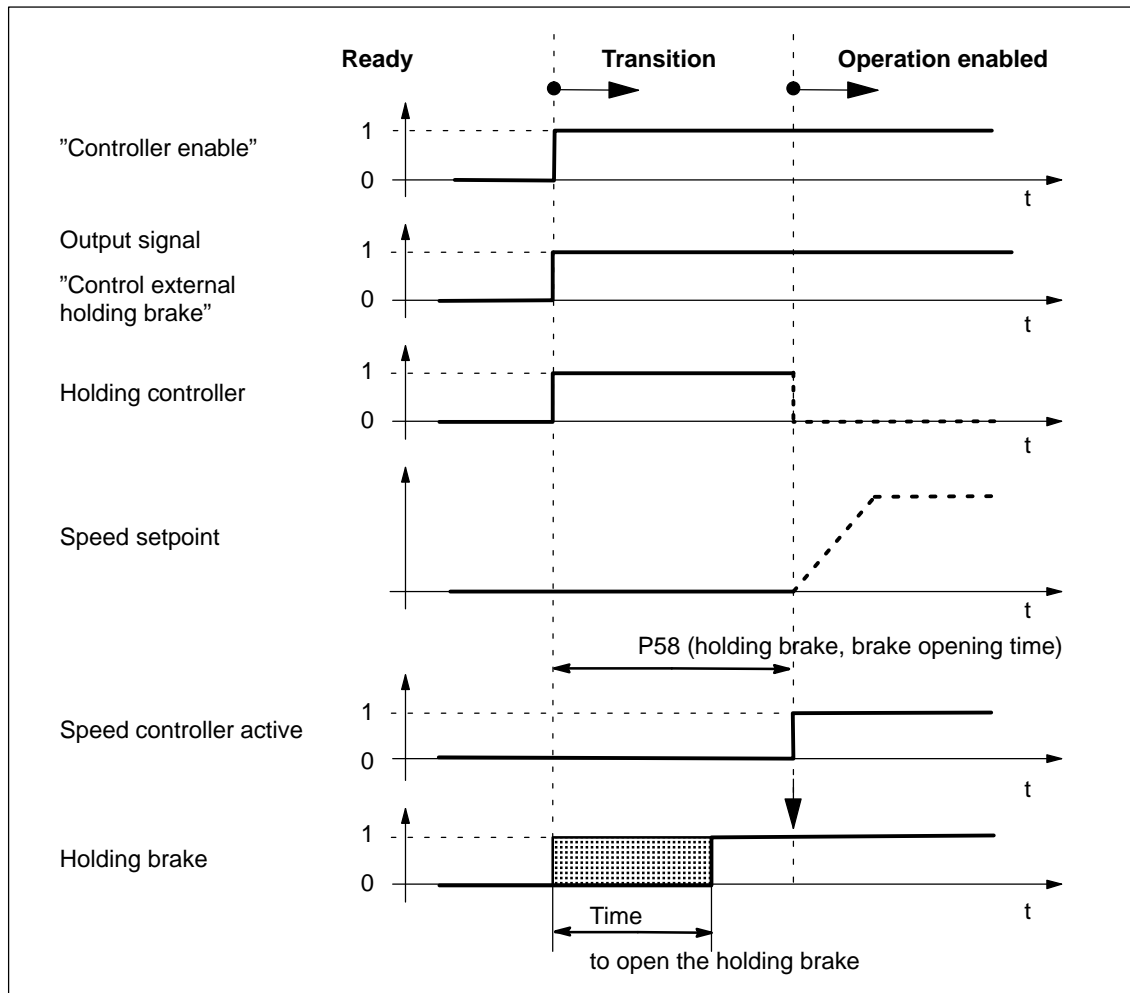 Ready Transition Operation enabled
1
”Controller enable”
0
t
Output signal
1
”Control external
holding brake”
0
t
1
Holding controller
0
t
Speed setpoint
t
P58 (holding brake, brake opening time)
1
Speed controller active
0
t
1
Holding brake
0
t
Time
to open the holding brake